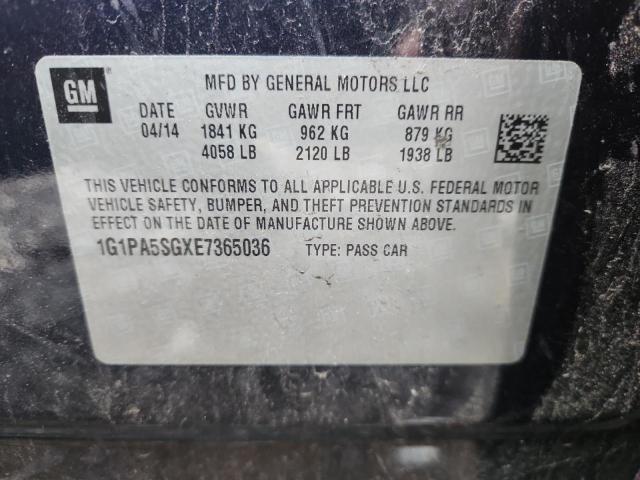 GM
MFD BY GENERAL MOTORS LLC
DATE GVWR GAWR FRT GAWR RR
04/14 1841 KG 962 KG 879 KG
4058 LB 2120 LB 1938 LB
THIS VEHICLE CONFORMS TO ALL APPLICABLE U.S. FEDERAL MOTOR
VEHICLE SAFETY, BUMPER, AND THEFT PREVENTION STANDARDS IN
EFFECT ON THE DATE OF MANUFACTURE SHOWN ABOVE.
1G1PA5SGXE7365036 TYPE: PASS CAR